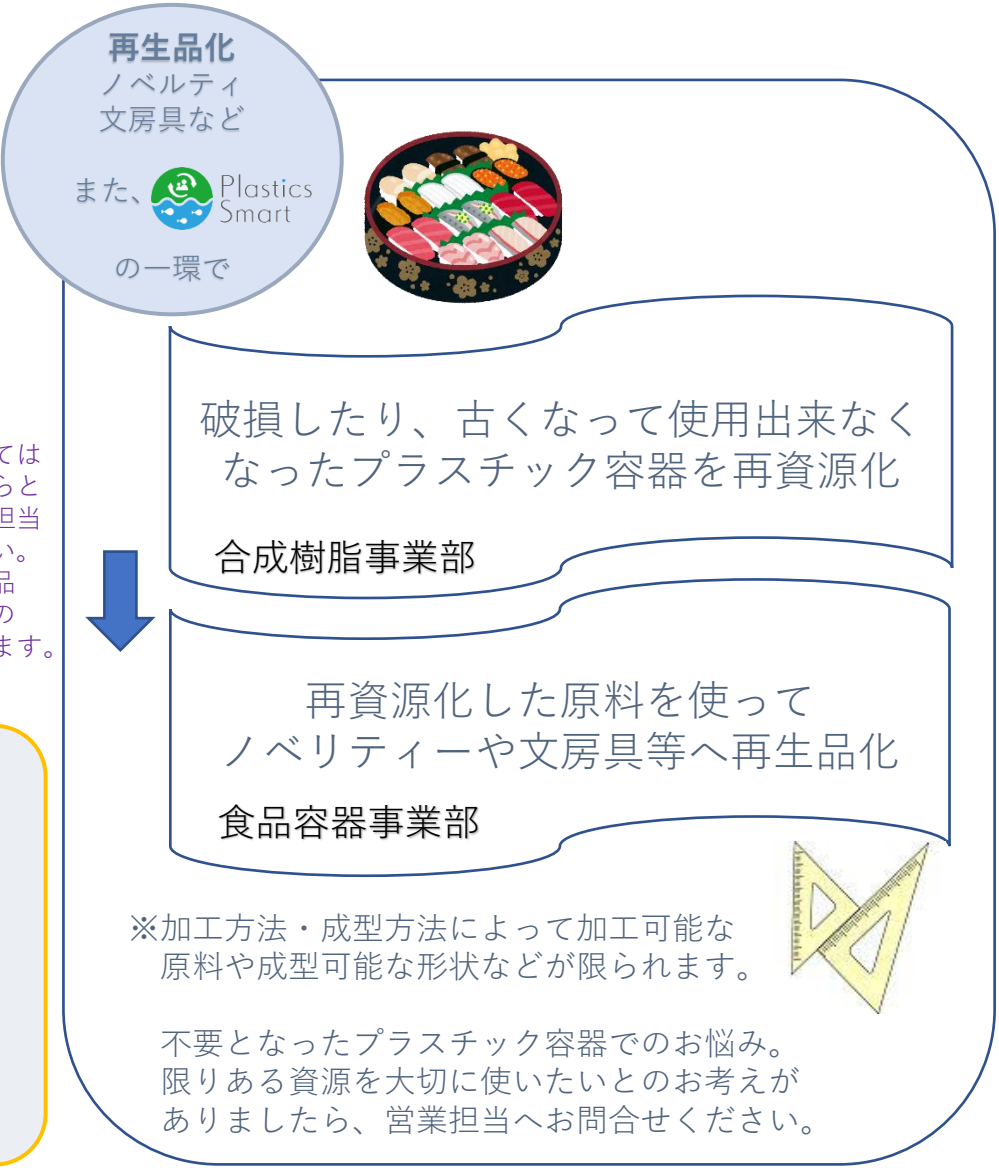 再生品化
ノベルティ
文房具など
また、
Plastics
Smart
の一環で
破損したり、古くなって使用出来なく
なったプラスチック容器を再資源化
合成樹脂事業部
ては
らと
担当
い。
品
の
ます。
再資源化した原料を使って
ノベリティーや文房具等へ再生品化
食品容器事業部
※加工方法・成型方法によって加工可能な
原料や成型可能な形状などが限られます。
不要となったプラスチック容器でのお悩み。
限りある資源を大切に使いたいとのお考えが
ありましたら、営業担当へお問合せください。